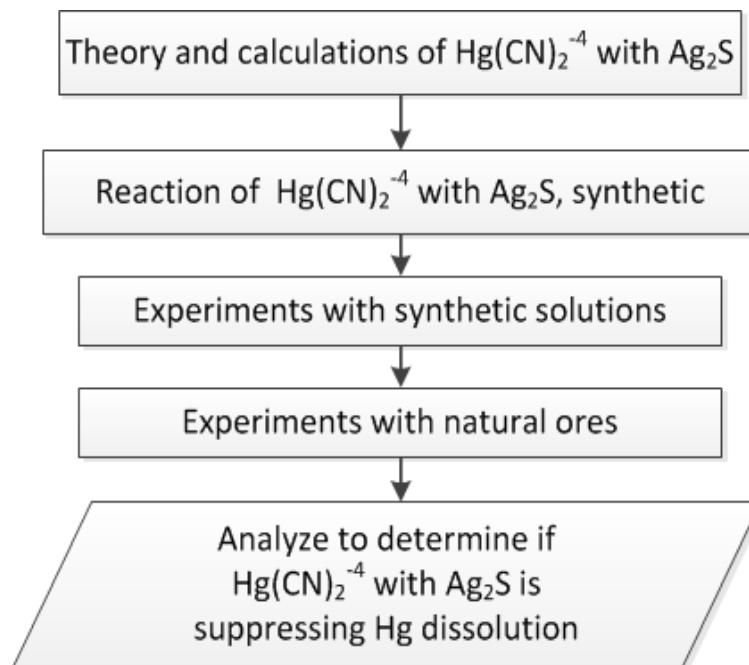 Theory and calculations of Hg(CN)₂⁻⁴ with Ag₂S
Reaction of Hg(CN)₂⁻⁴ with Ag₂S, synthetic
Experiments with synthetic solutions
Experiments with natural ores
Analyze to determine if
Hg(CN)₂⁻⁴ with Ag₂S is
suppressing Hg dissolution